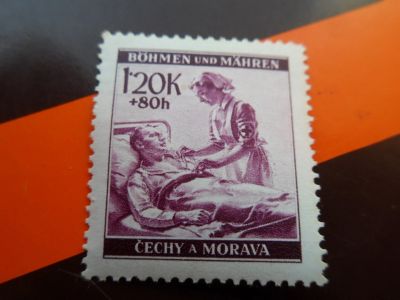 BÖHMEN UND MÄHREN
1'20K
+80h
ČECHY A MORAVA